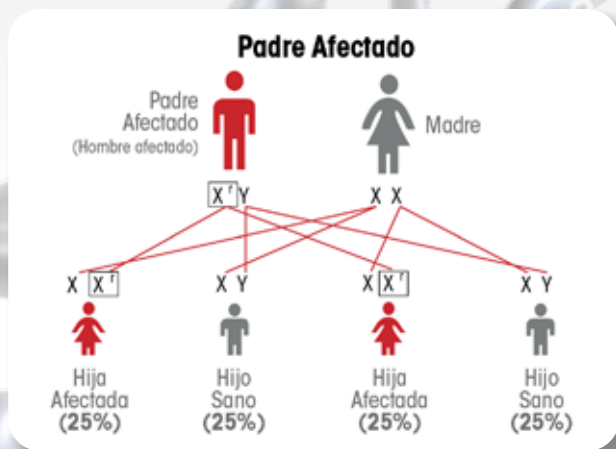 Padre Afectado
Padre
Afectado
(Hombre afectado)
Madre
X r Y
X X
X X r
X Y
X X r
X Y
Hija
Afectada
(25%)
Hijo
Sano
(25%)
Hija
Afectada
(25%)
Hijo
Sano
(25%)